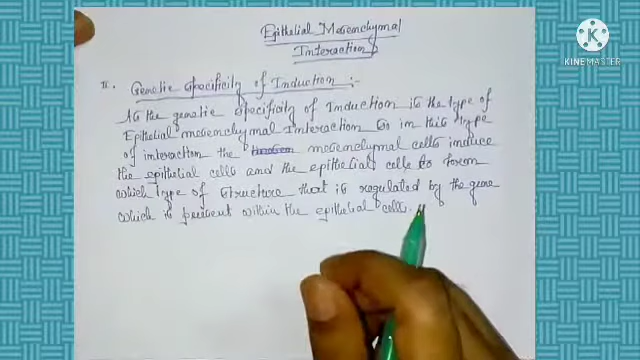 Epithelial Mesenchymal
Interaction
KINEMASTER
II. Genetic Specificity of Induction :-
As the genetic specificity of Induction is the type of
Epithelial mesenchymal Interaction So in this type
of interaction the mesenchymal cells induce
the epithelial cells and the epithelial cells to form
which type of structure that is regulated by the gene
which is present within the epithelial cells.